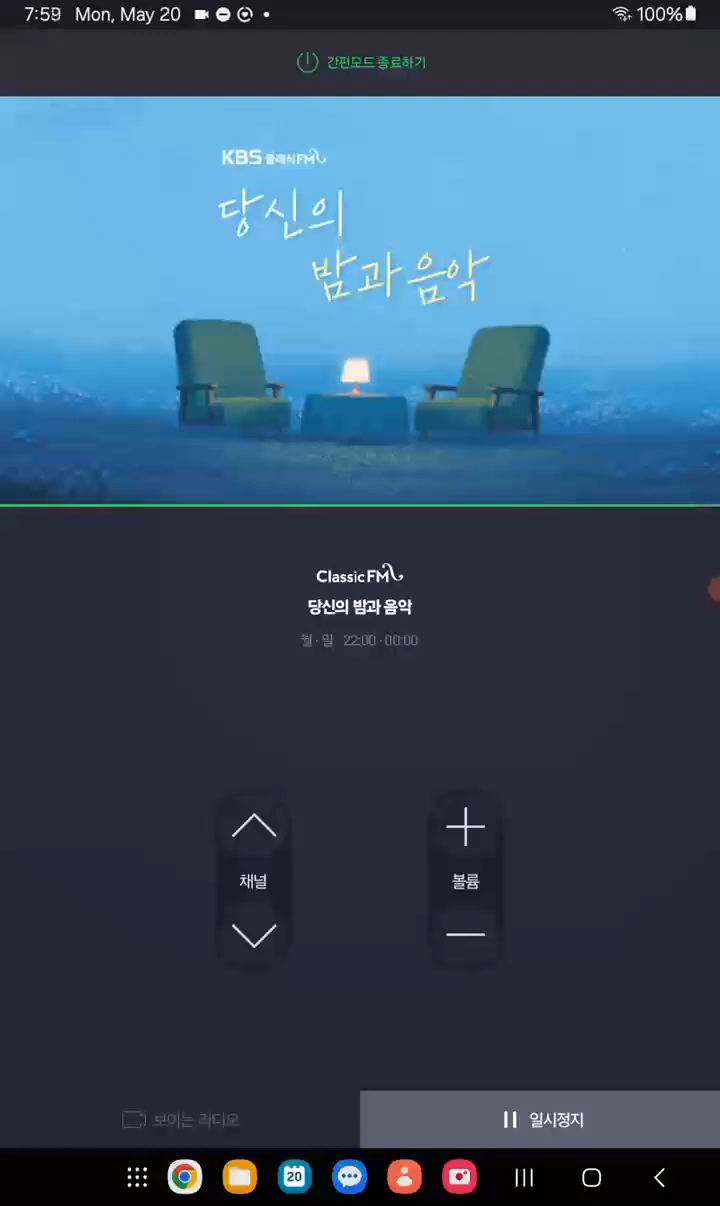 7:59 Mon, May 20
100%
간편모드 종료하기
KBS 클래식FM
당신의
밤과 음악
Classic FM
당신의 밤과 음악
월 - 일 22:00 - 00:00
채널
볼륨
보이는 라디오
일시정지
20